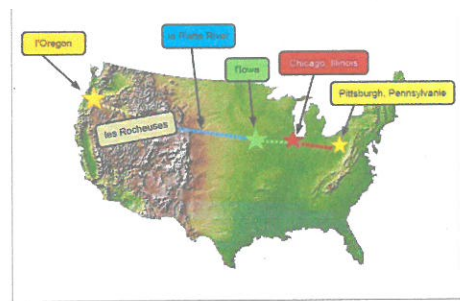 l'Oregon
la Platte River
l'Iowa
Chicago, Illinois
Pittsburgh, Pennsylvanie
les Rocheuses